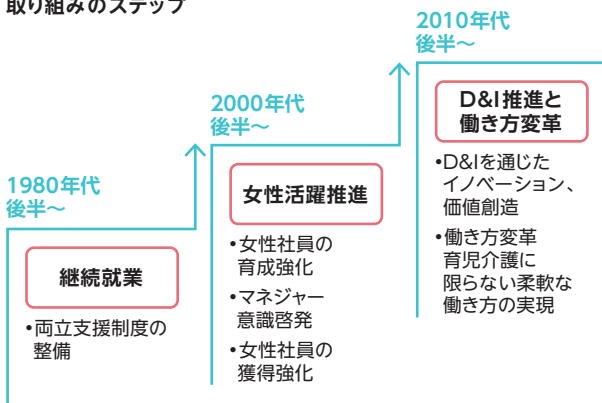 取り組みのステップ
1980年代
後半～
継続就業
•両立支援制度の
整備
2000年代
後半～
女性活躍推進
•女性社員の
育成強化
•マネジャー
意識啓発
•女性社員の
獲得強化
2010年代
後半～
D&I推進と
働き方変革
•D&Iを通じた
イノベーション、
価値創造
•働き方変革
育児介護に
限らない柔軟な
働き方の実現